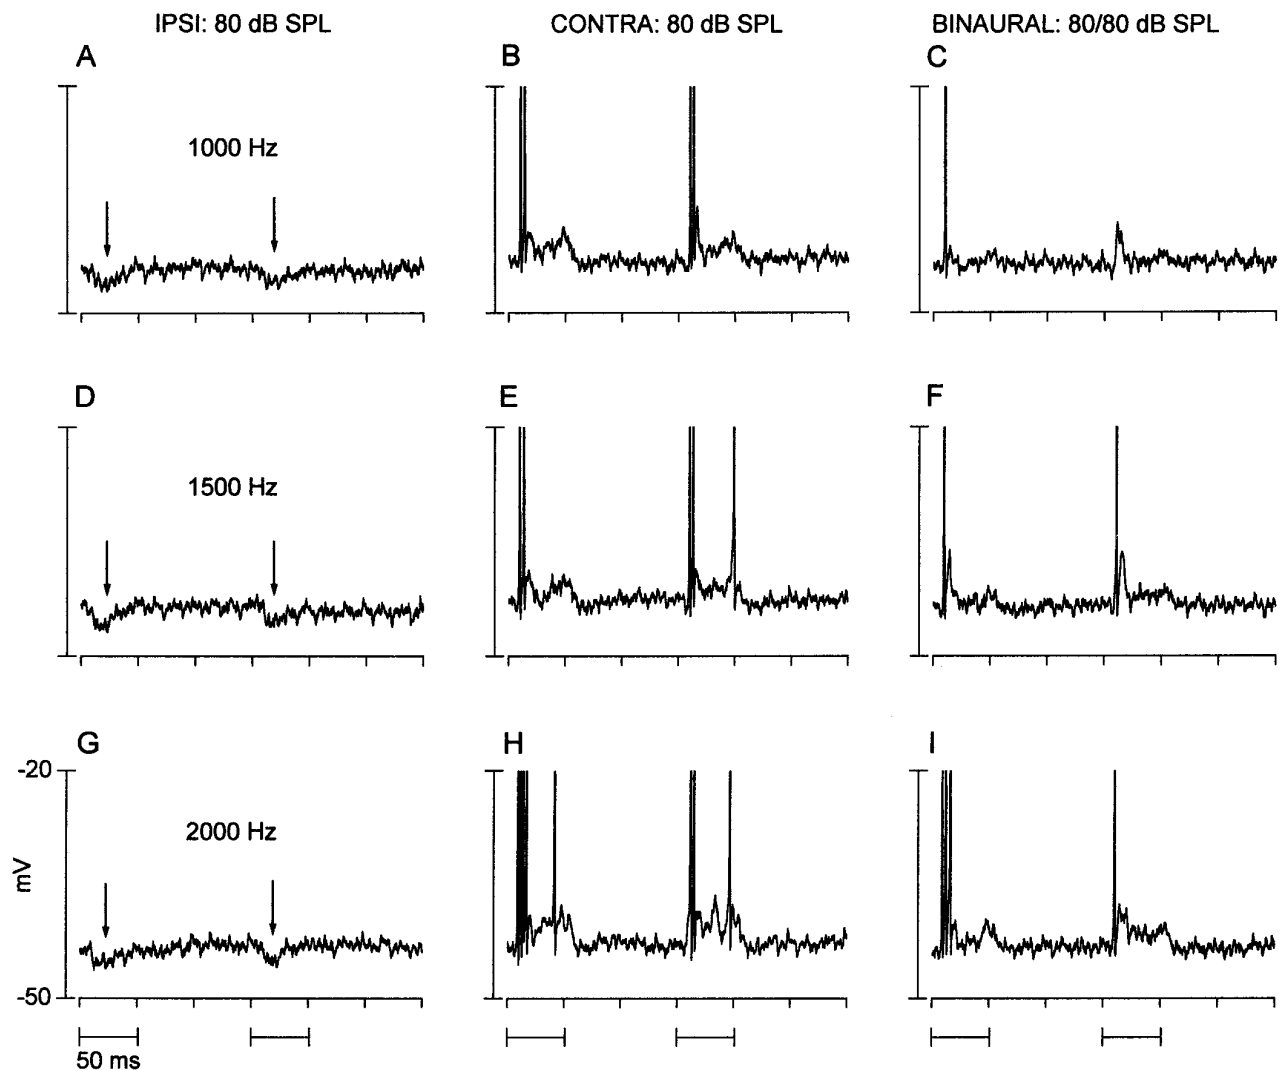 IPSI: 80 dB SPL
CONTRA: 80 dB SPL
BINAURAL: 80/80 dB SPL
A
B
C
1000 Hz
D
E
F
1500 Hz
G
H
I
-20
2000 Hz
mV
-50
50 ms